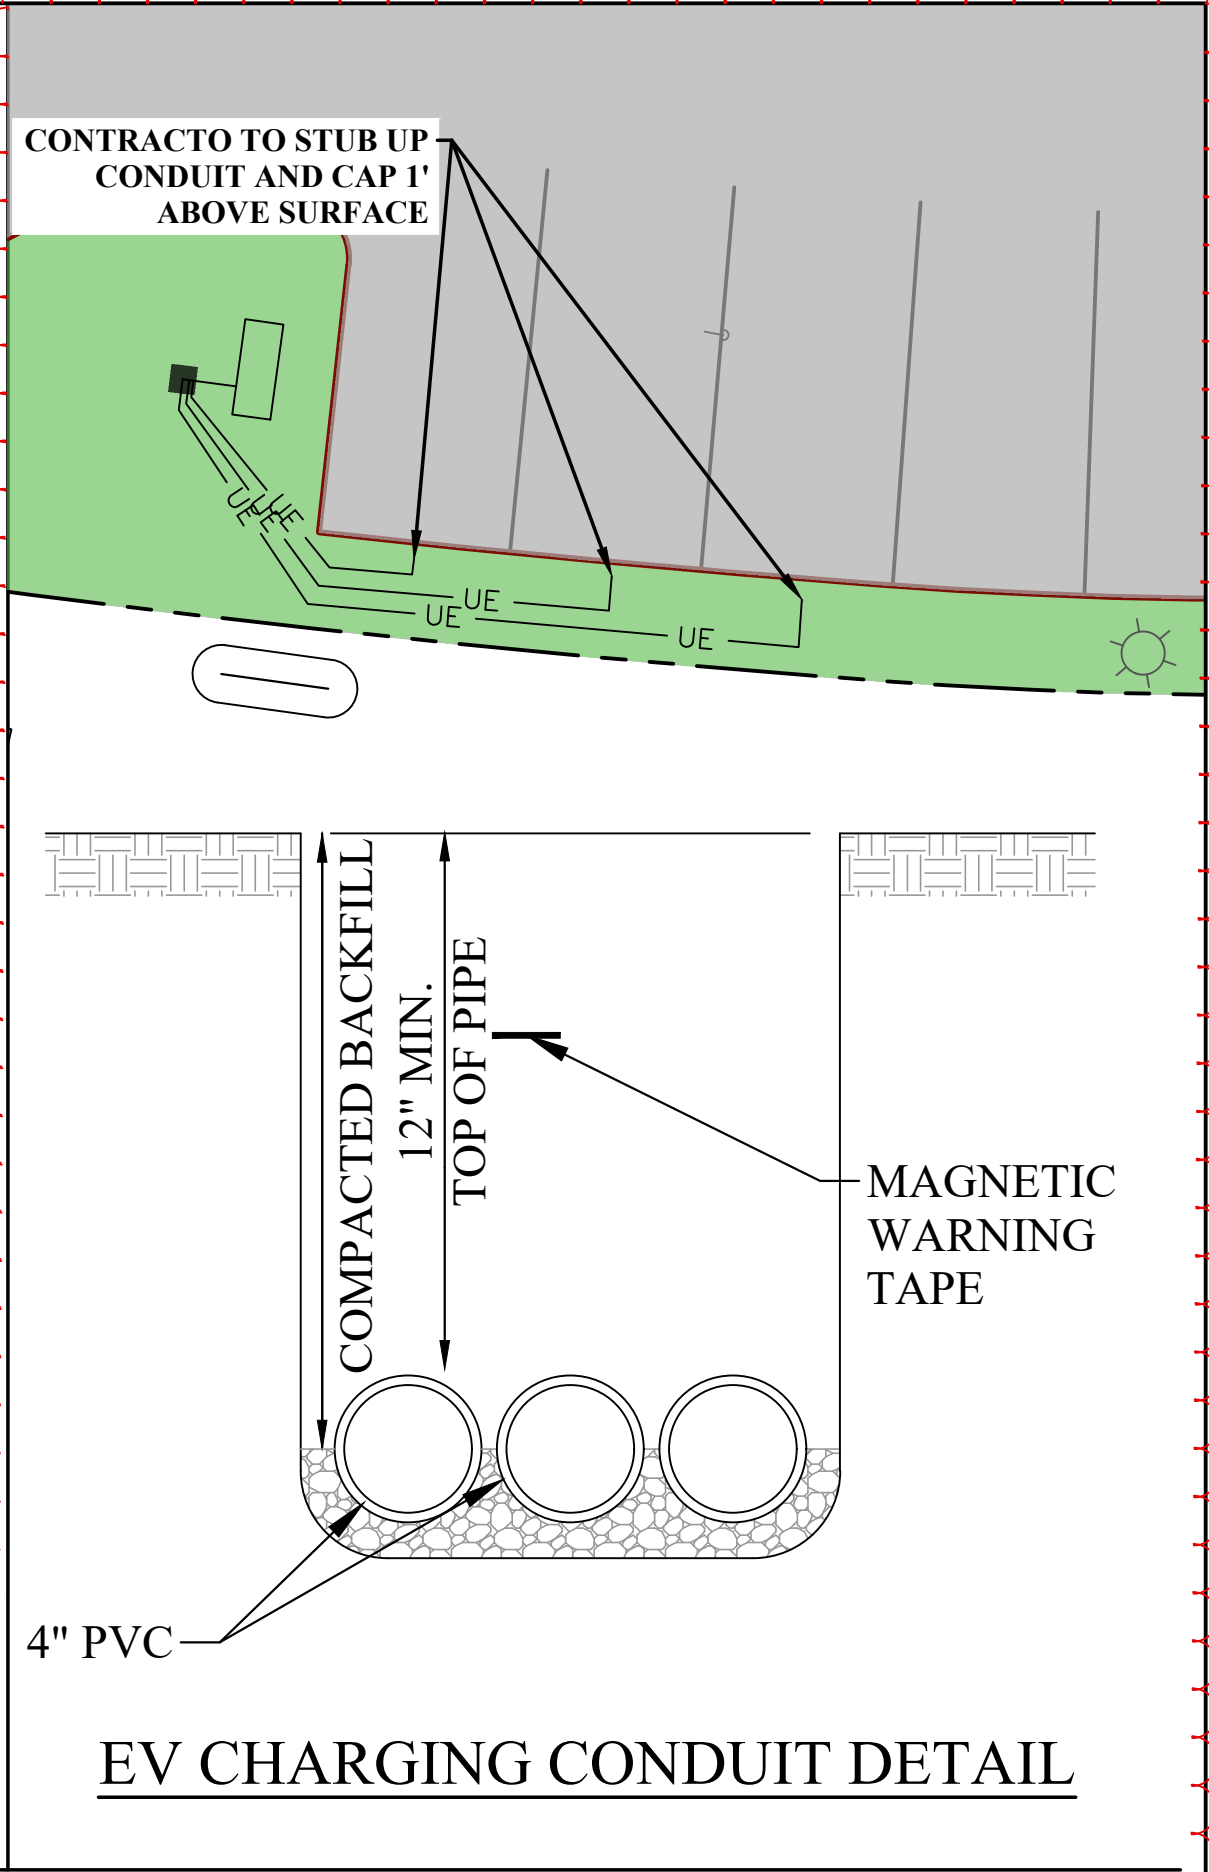 CONTRACTO TO STUB UP
CONDUIT AND CAP 1'
ABOVE SURFACE
UE
UE
UE
UE
UE
UE
COMPACTED BACKFILL
12" MIN.
TOP OF PIPE
MAGNETIC
WARNING
TAPE
4" PVC
EV CHARGING CONDUIT DETAIL